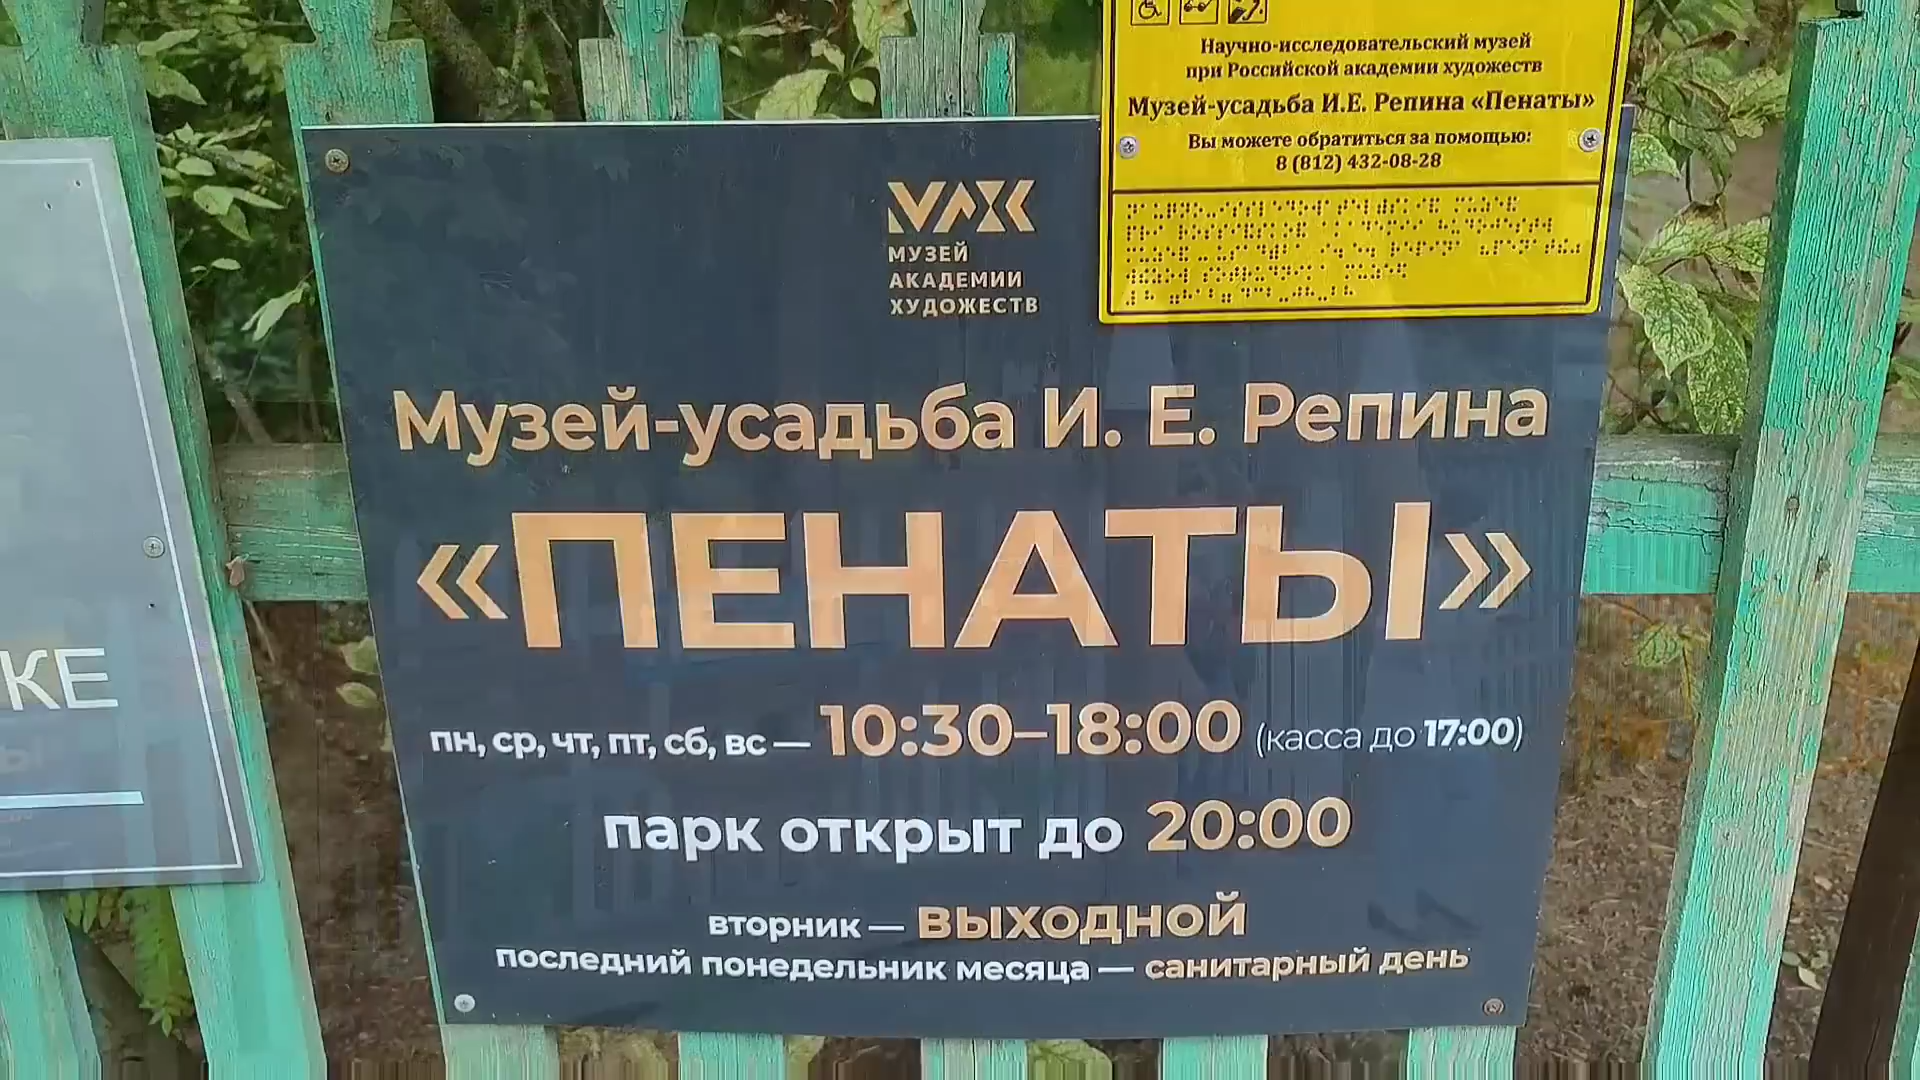 Научно-исследовательский музей
при Российской академии художеств
Музей-усадьба И.Е. Репина «Пенаты»
Вы можете обратиться за помощью:
8 (812) 432-08-28
МУЗЕЙ
АКАДЕМИИ
ХУДОЖЕСТВ
Музей-усадьба И. Е. Репина
«ПЕНАТЫ»
пн, ср, чт, пт, сб, вс — 10:30–18:00 (касса до 17:00)
парк открыт до 20:00
вторник — ВЫХОДНОЙ
последний понедельник месяца — санитарный день
КЕ